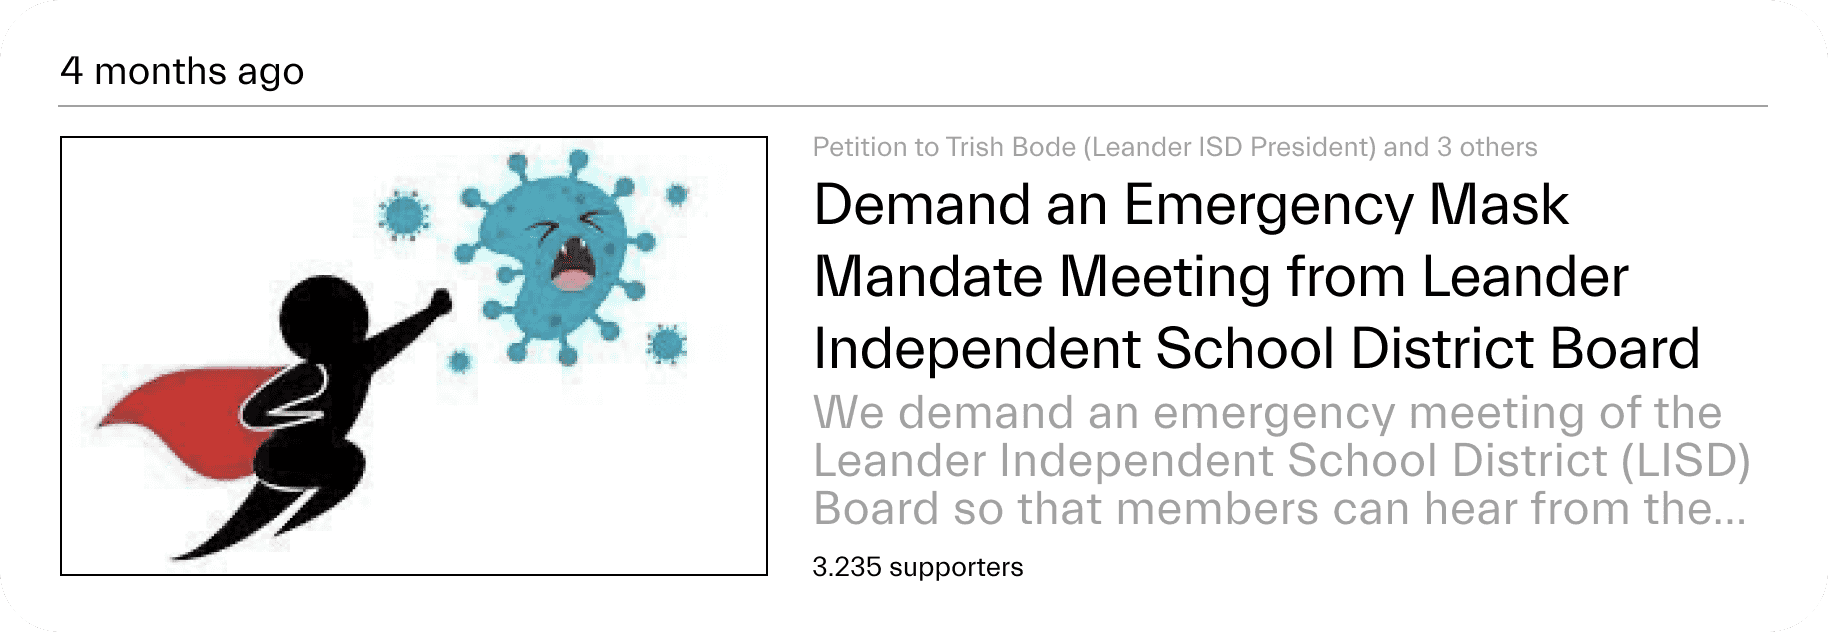 4 months ago
Petition to Trish Bode (Leander ISD President) and 3 others
Demand an Emergency Mask
Mandate Meeting from Leander
Independent School District Board
We demand an emergency meeting of the
Leander Independent School District (LISD)
Board so that members can hear from the...
3.235 supporters